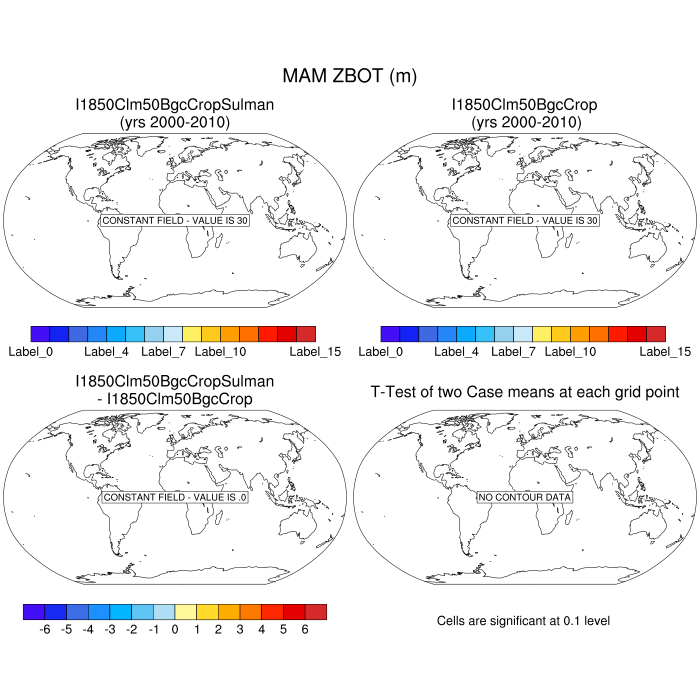 MAM ZBOT (m)
I1850Clm50BgcCropSulman
(yrs 2000-2010)
CONSTANT FIELD - VALUE IS 30
Label_0 Label_4 Label_7 Label_10 Label_15
I1850Clm50BgcCrop
(yrs 2000-2010)
CONSTANT FIELD - VALUE IS 30
Label_0 Label_4 Label_7 Label_10 Label_15
I1850Clm50BgcCropSulman
- I1850Clm50BgcCrop
CONSTANT FIELD - VALUE IS .0
-6 -5 -4 -3 -2 -1 0 1 2 3 4 5 6
T-Test of two Case means at each grid point
NO CONTOUR DATA
Cells are significant at 0.1 level